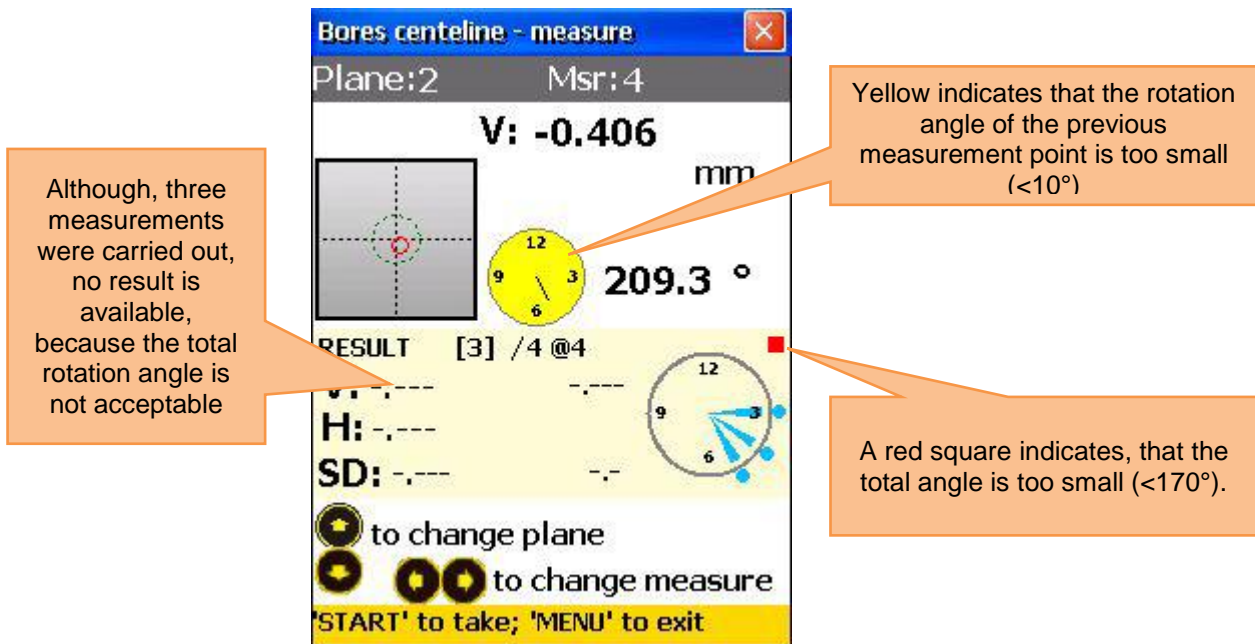 Bores centeline - measure
Plane:2 Msr:4
V: -0.406
mm
12
9 3
6
209.3 °
RESULT [3] /4 @4
12
9 3
6
V: -.--- -.---
H: -.---
SD: -.--- -.-
to change plane
to change measure
'START' to take; 'MENU' to exit
Although, three
measurements
were carried out,
no result is
available,
because the total
rotation angle is
not acceptable
Yellow indicates that the rotation
angle of the previous
measurement point is too small
(<10°)
A red square indicates, that the
total angle is too small (<170°).